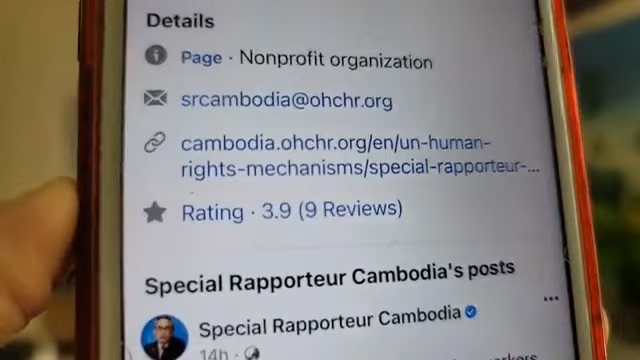 Details
Page · Nonprofit organization
srcambodia@ohchr.org
cambodia.ohchr.org/en/un-human-
rights-mechanisms/special-rapporteur-...
Rating · 3.9 (9 Reviews)
Special Rapporteur Cambodia's posts
Special Rapporteur Cambodia
14h ·